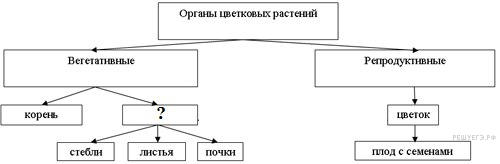 Органы цветковых растений
Вегетативные
Репродуктивные
корень
?
цветок
стебли
листья
почки
плод с семенами
РЕШУЕГЭ.РФ